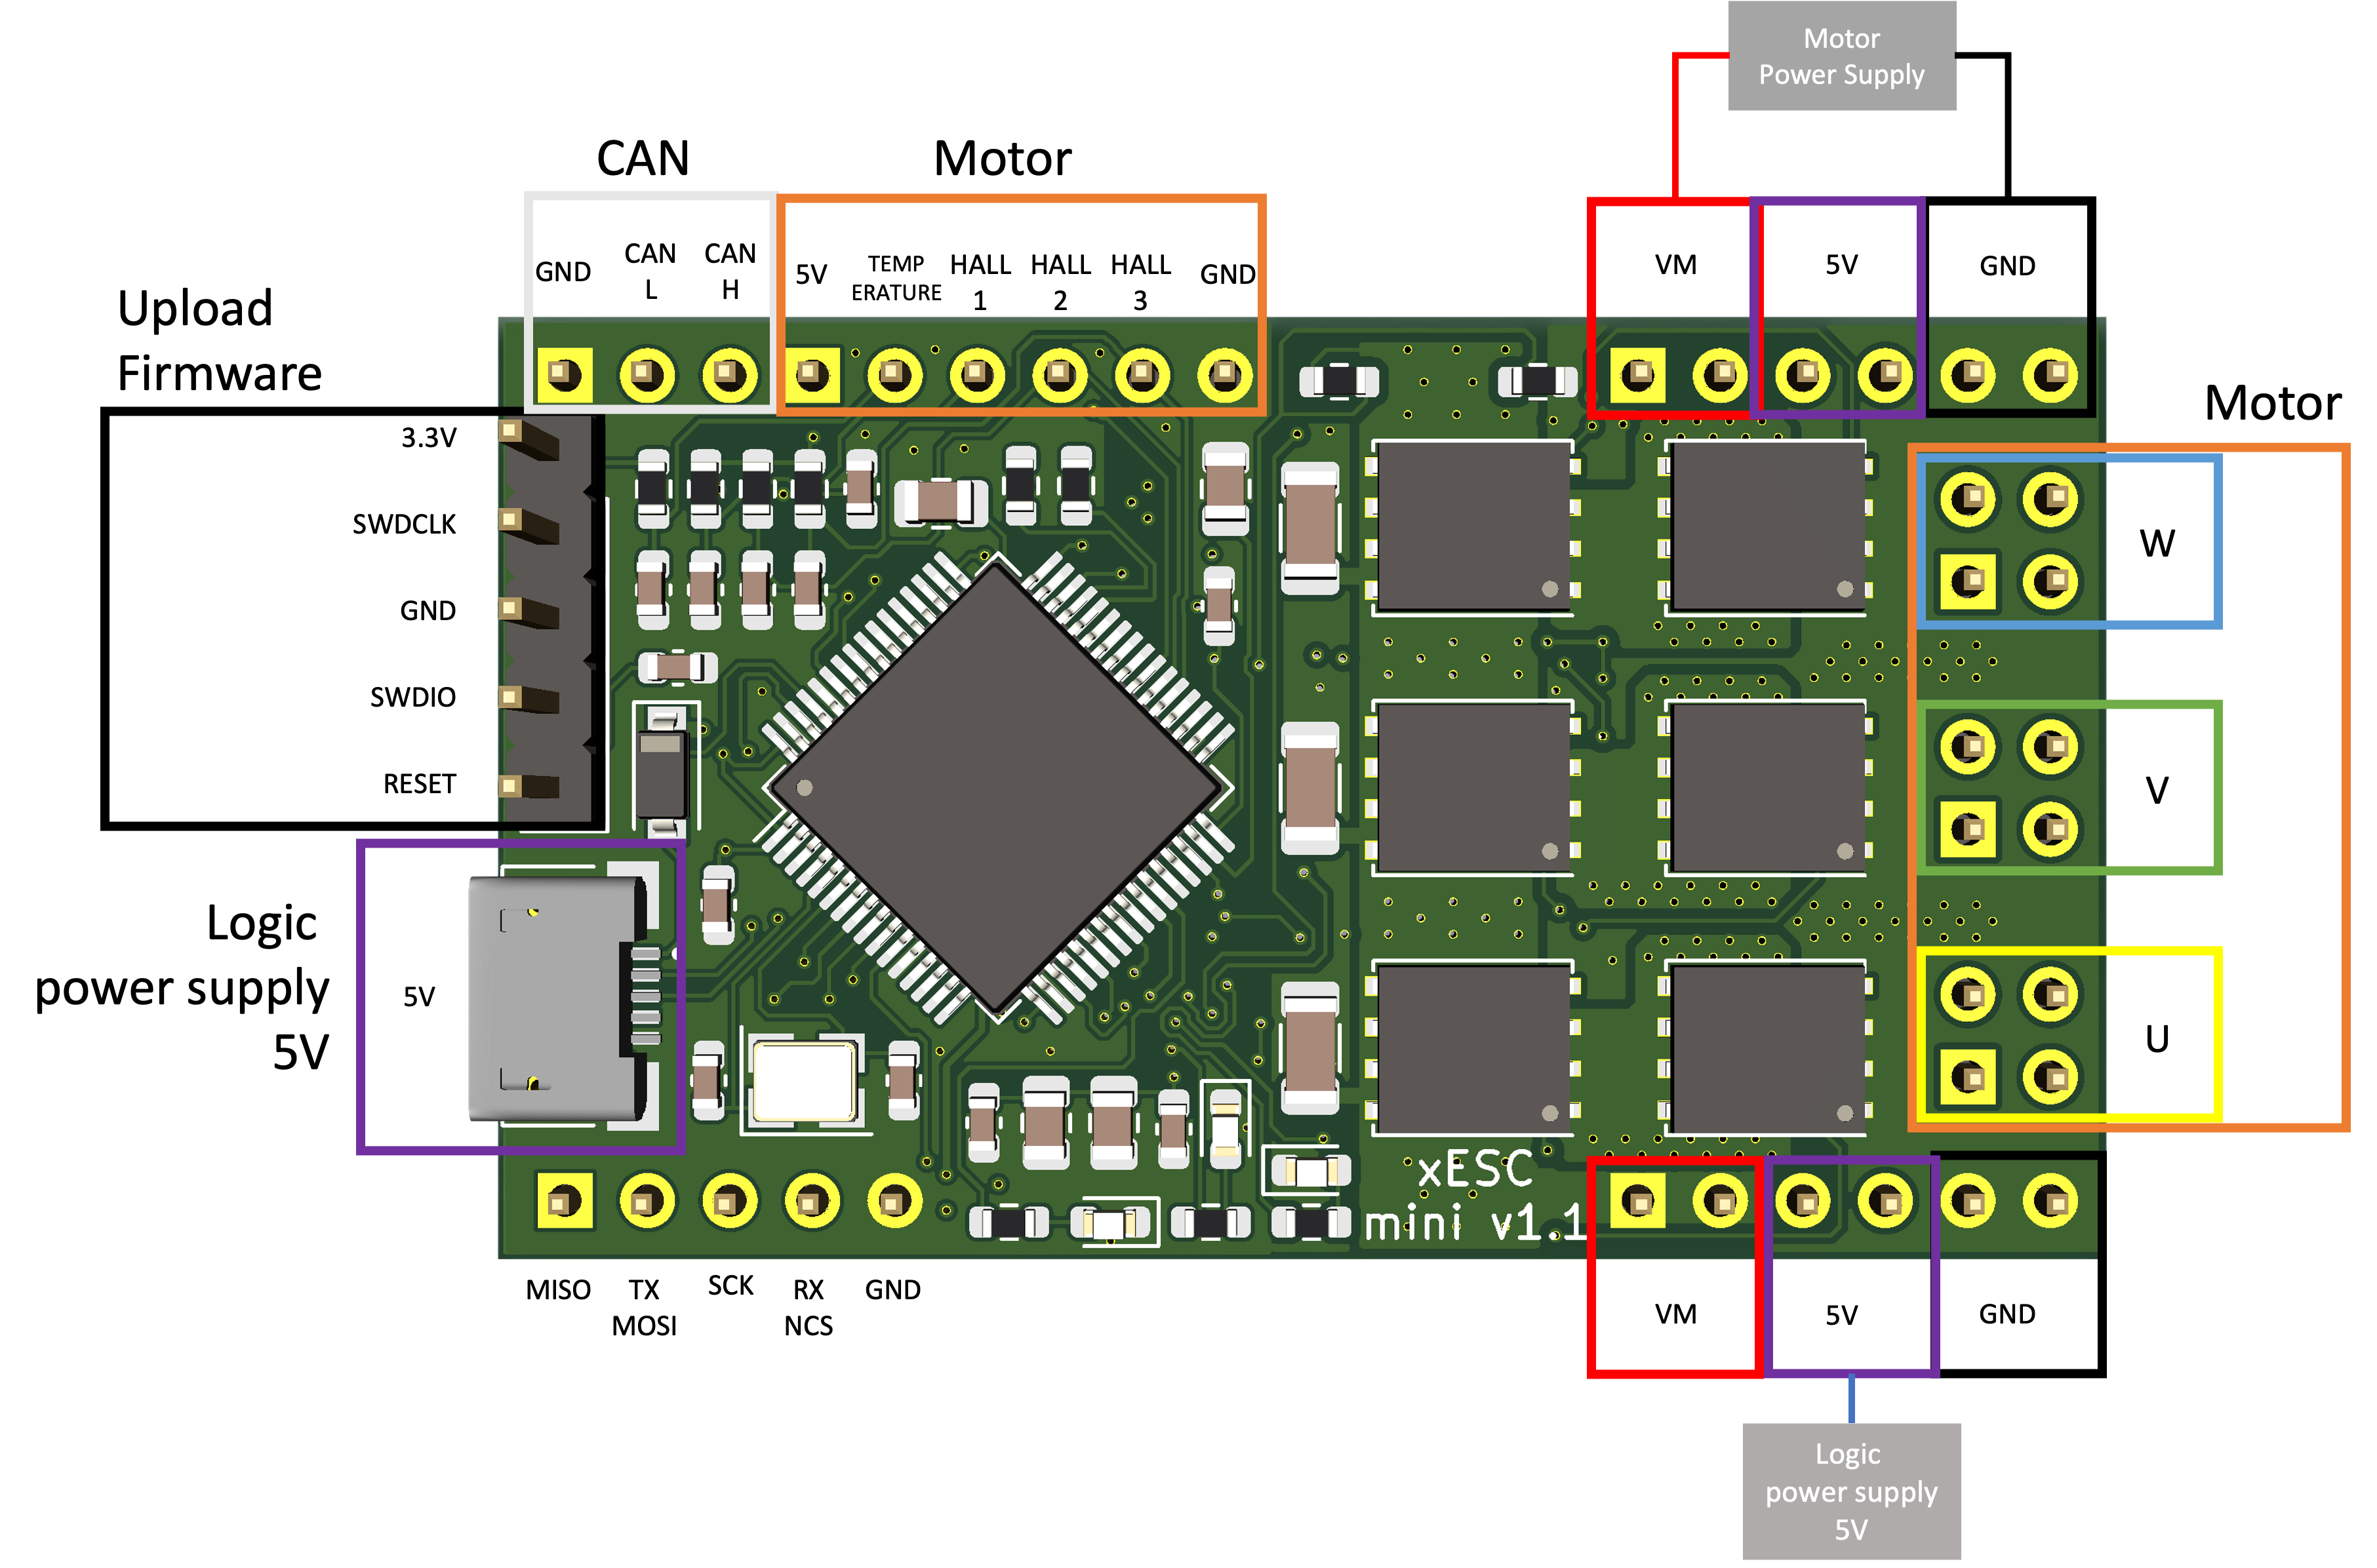 Motor
Power Supply
CAN
Motor
GND
CAN
L
CAN
H
5V
TEMP
ERATURE
HALL
1
HALL
2
HALL
3
GND
VM
5V
GND
Upload
Firmware
3.3V
SWDCLK
GND
SWDIO
RESET
Motor
W
V
U
Logic
power supply
5V
5V
xESC
mini v1.1
MISO
TX
MOSI
SCK
RX
NCS
GND
VM
5V
GND
Logic
power supply
5V